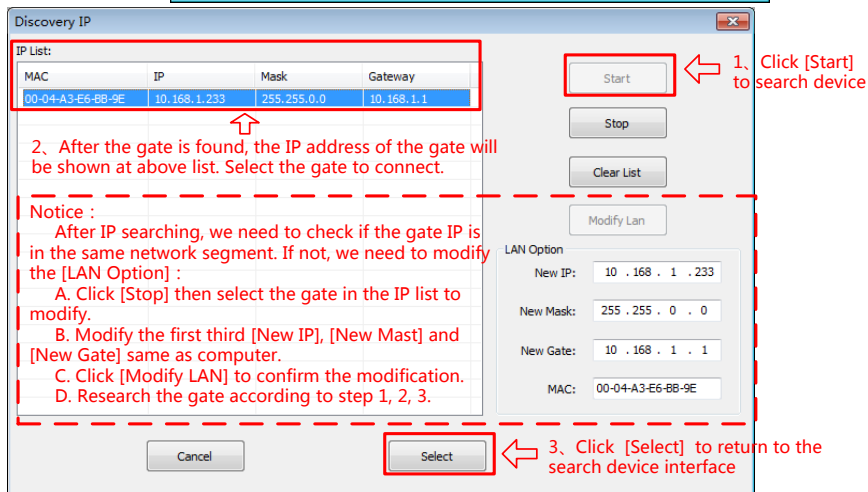 Discovery IP
IP List:
MAC IP Mask Gateway
00-04-A3-E6-BB-9E 10.168.1.233 255.255.0.0 10.168.1.1
Start
1、Click [Start]
to search device
Stop
2、After the gate is found, the IP address of the gate will
be shown at above list. Select the gate to connect.
Clear List
Notice :
After IP searching, we need to check if the gate IP is
in the same network segment. If not, we need to modify
the [LAN Option] :
A. Click [Stop] then select the gate in the IP list to
modify.
B. Modify the first third [New IP], [New Mast] and
[New Gate] same as computer.
C. Click [Modify LAN] to confirm the modification.
D. Research the gate according to step 1, 2, 3.
Modify Lan
LAN Option
New IP: 10 . 168 . 1 . 233
New Mask: 255 . 255 . 0 . 0
New Gate: 10 . 168 . 1 . 1
MAC: 00-04-A3-E6-BB-9E
Cancel
Select
3、Click [Select] to return to the
search device interface